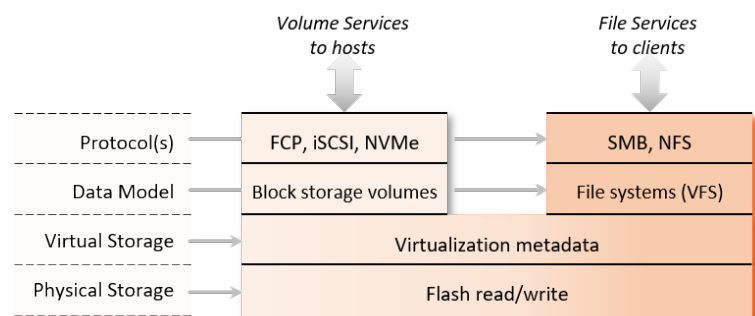 Volume Services
to hosts
File Services
to clients
Protocol(s)
FCP, iSCSI, NVMe
SMB, NFS
Data Model
Block storage volumes
File systems (VFS)
Virtual Storage
Virtualization metadata
Physical Storage
Flash read/write